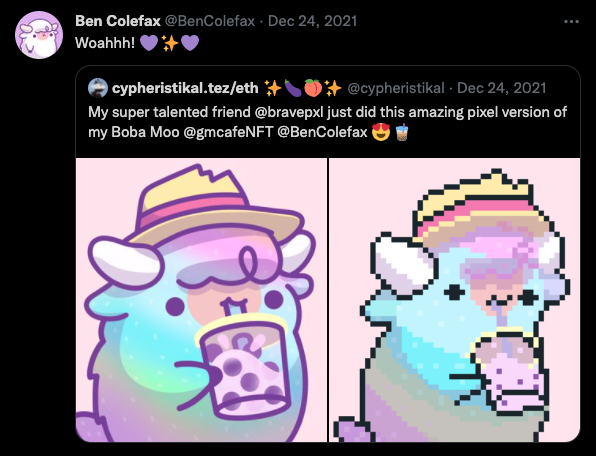 Ben Colefax @BenColefax · Dec 24, 2021
Woahhh! 💜✨💜
cypheristikal.tez/eth ✨🍆🍑✨ @cypheristikal · Dec 24, 2021
My super talented friend @bravepxl just did this amazing pixel version of
my Boba Moo @gmcafeNFT @BenColefax 😍🧋